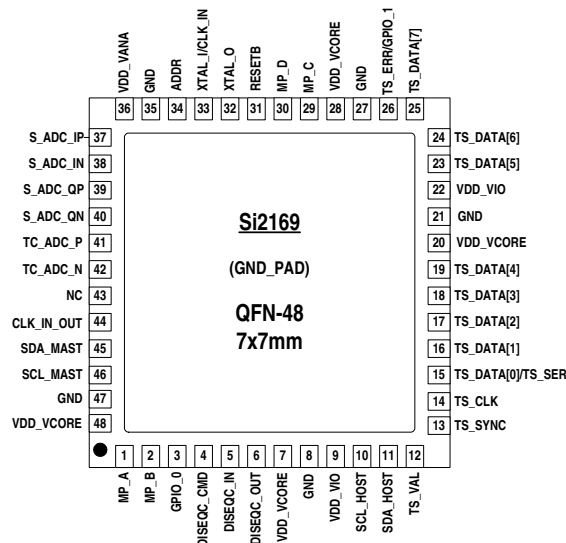 VDD_VANA
GND
ADDR
XTAL_I/CLK_IN
XTAL_O
RESETB
MP_D
MP_C
VDD_VCORE
GND
TS_ERR/GPIO_1
TS_DATA[7]
36 35 34 33 32 31 30 29 28 27 26 25
S_ADC_IP 37
S_ADC_IN 38
S_ADC_QP 39
S_ADC_QN 40
TC_ADC_P 41
TC_ADC_N 42
NC 43
CLK_IN_OUT 44
SDA_MAST 45
SCL_MAST 46
GND 47
VDD_VCORE 48
Si2169
(GND_PAD)
QFN-48
7x7mm
24 TS_DATA[6]
23 TS_DATA[5]
22 VDD_VIO
21 GND
20 VDD_VCORE
19 TS_DATA[4]
18 TS_DATA[3]
17 TS_DATA[2]
16 TS_DATA[1]
15 TS_DATA[0]/TS_SER
14 TS_CLK
13 TS_SYNC
1 2 3 4 5 6 7 8 9 10 11 12
MP_A
MP_B
GPIO_0
DISEQC_CMD
DISEQC_IN
DISEQC_OUT
VDD_VCORE
GND
VDD_VIO
SCL_HOST
SDA_HOST
TS_VAL